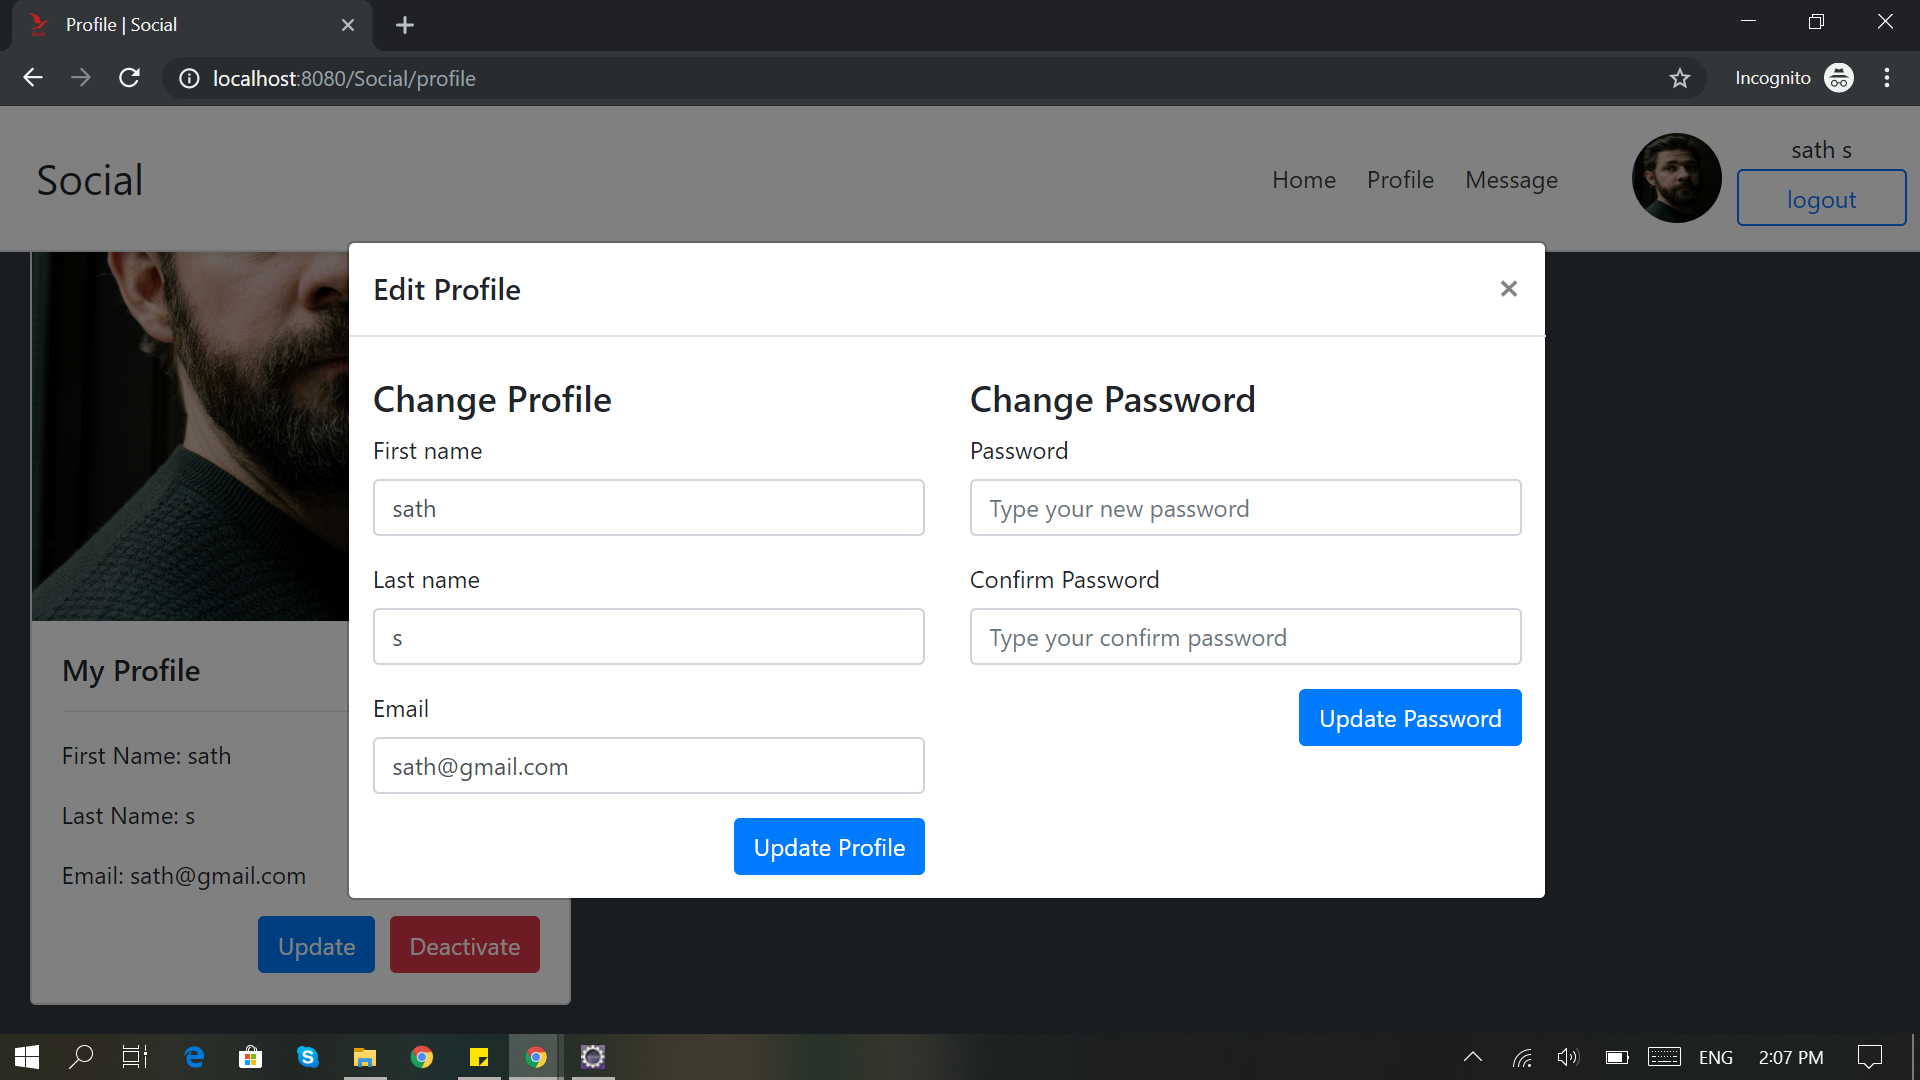 Profile | Social
localhost:8080/Social/profile
Incognito
Social
Home Profile Message
sath s
logout
Edit Profile
×
Change Profile
First name
sath
Last name
s
Email
sath@gmail.com
Update Profile
Change Password
Password
Type your new password
Confirm Password
Type your confirm password
Update Password
My Profile
First Name: sath
Last Name: s
Email: sath@gmail.com
Update Deactivate
ENG 2:07 PM